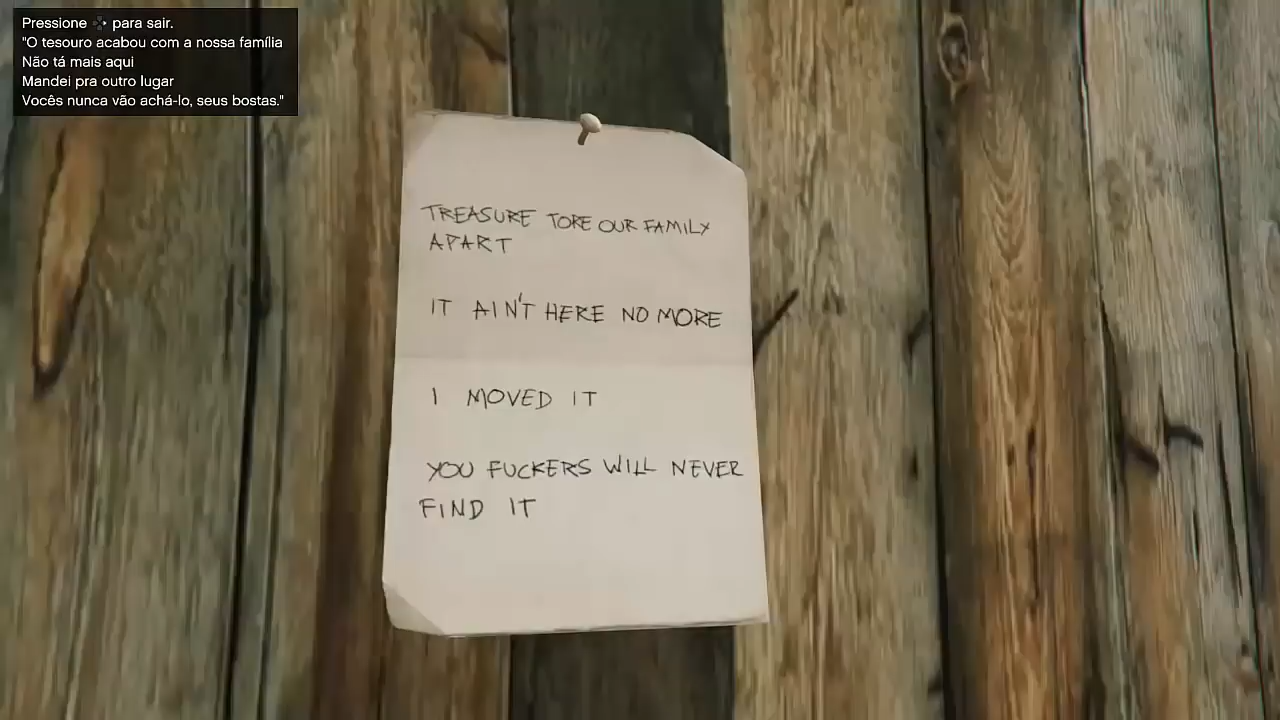 Pressione para sair.
"O tesouro acabou com a nossa família
Não tá mais aqui
Mandei pra outro lugar
Vocês nunca vão achá-lo, seus bostas."
TREASURE TORE OUR FAMILY
APART
IT AIN'T HERE NO MORE
I MOVED IT
YOU FUCKERS WILL NEVER
FIND IT